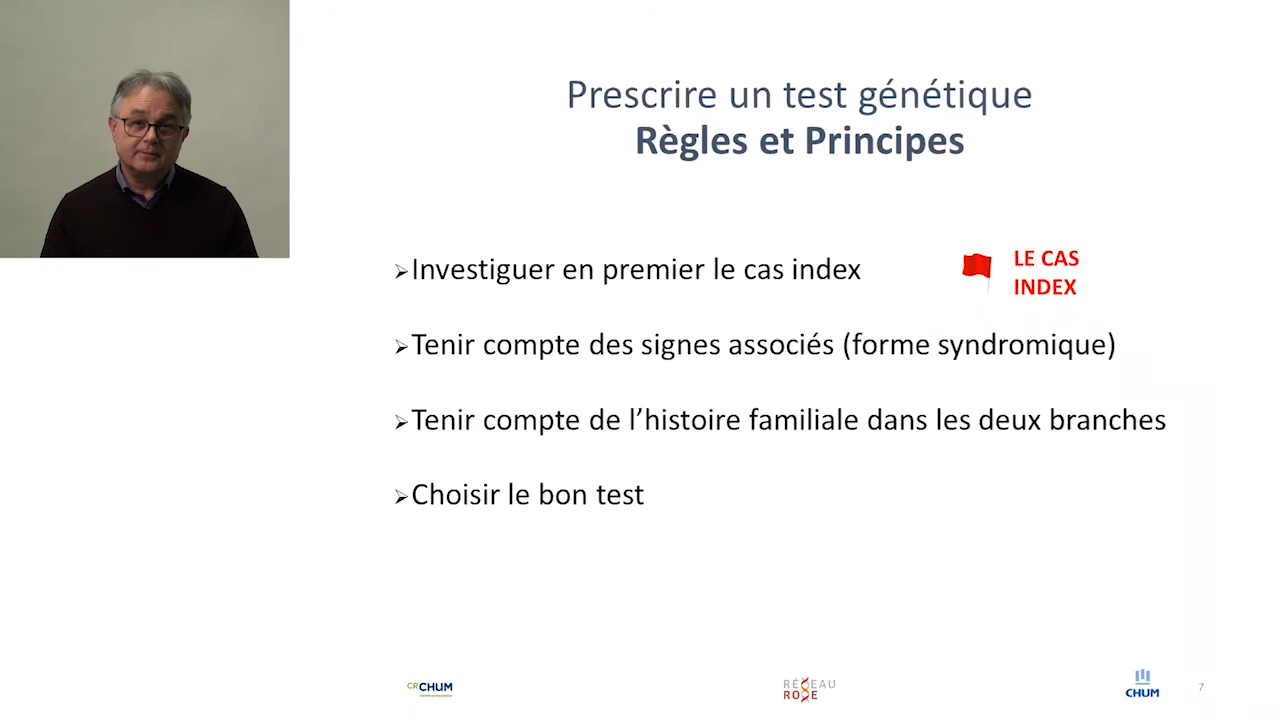 Prescrire un test génétique
Règles et Principes
➢Investiguer en premier le cas index
LE CAS
INDEX
➢Tenir compte des signes associés (forme syndromique)
➢Tenir compte de l’histoire familiale dans les deux branches
➢Choisir le bon test
CRCHUM
RÉSEAU
ROSE
CHUM
7